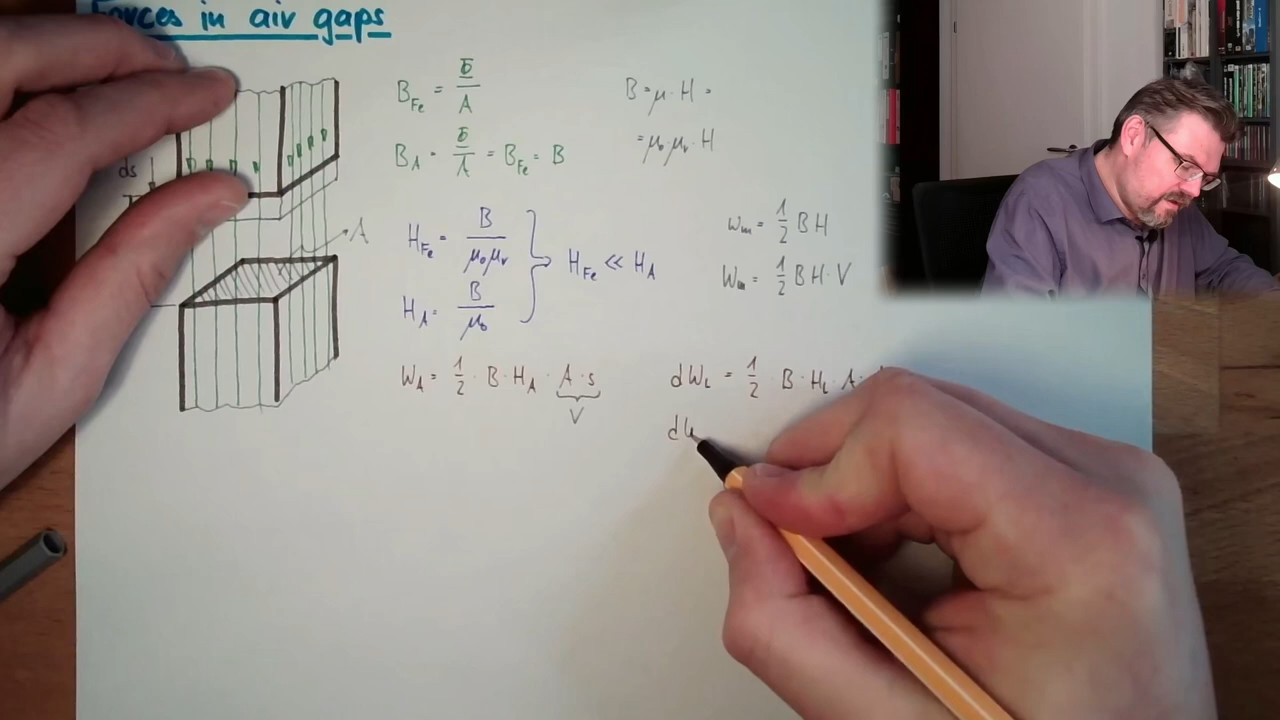 Forces in air gaps
B_Fe = Φ/A
B_A = Φ/A = B_Fe = B
B = μ · H =
= μ₀ · μᵣ · H
ds
A
H_Fe = B/(μ₀μᵣ)
H_A = B/μ₀
} ⇒ H_Fe ≪ H_A
w_m = 1/2 B H
W_m = 1/2 B H · V
W_A = 1/2 · B · H_A · A · s
V
dW_L = 1/2 · B · H_L · A ·